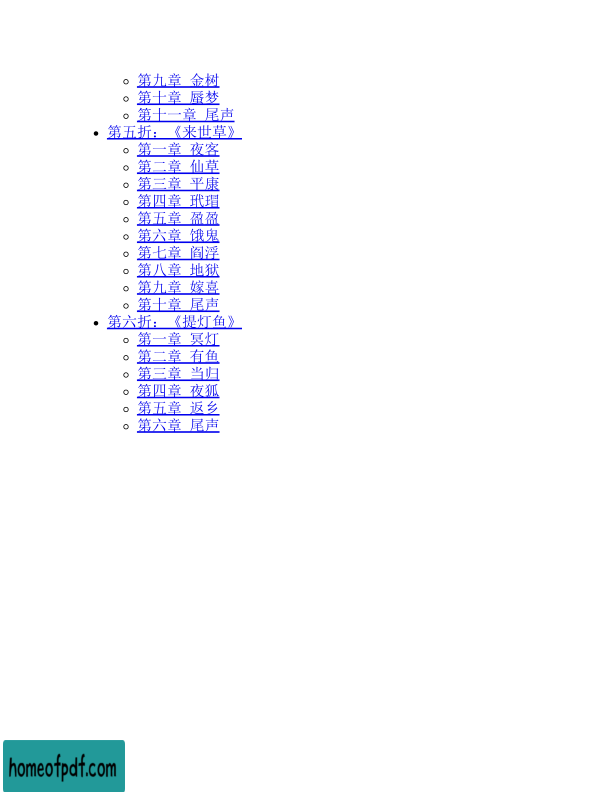 第九章 金树
第十章 蜃梦
第十一章 尾声
第五折：《来世草》
第一章 夜客
第二章 仙草
第三章 平康
第四章 玳瑁
第五章 盈盈
第六章 饿鬼
第七章 阎浮
第八章 地狱
第九章 嫁喜
第十章 尾声
第六折：《提灯鱼》
第一章 冥灯
第二章 有鱼
第三章 当归
第四章 夜狐
第五章 返乡
第六章 尾声
homeofpdf.com